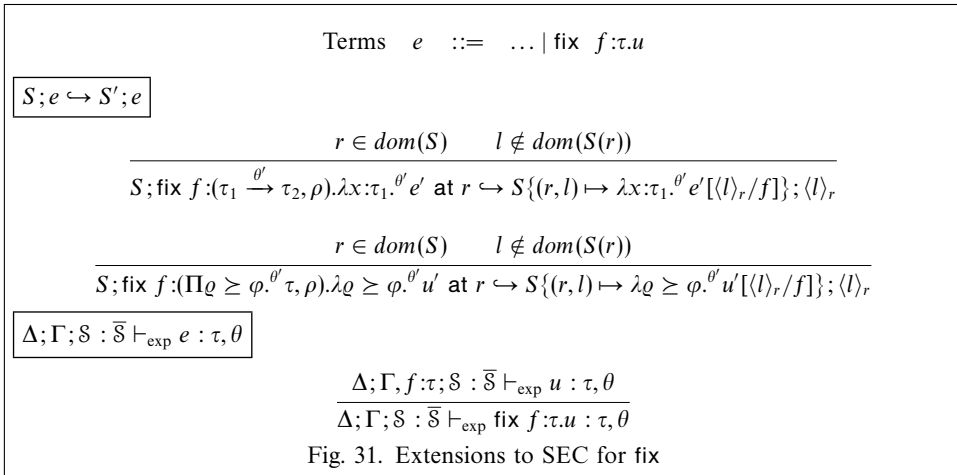 Terms e ::= … | fix f:τ.u
S; e ↪ S′; e
r ∈ dom(S) l ∉ dom(S(r))
S; fix f:(τ₁ —θ′→ τ₂, ρ).λx:τ₁.^θ′ e′ at r ↪ S{(r, l) ↦ λx:τ₁.^θ′ e′[⟨l⟩ᵣ/f]}; ⟨l⟩ᵣ
r ∈ dom(S) l ∉ dom(S(r))
S; fix f:(Πϱ ⪰ φ.^θ′ τ, ρ).λϱ ⪰ φ.^θ′ u′ at r ↪ S{(r, l) ↦ λϱ ⪰ φ.^θ′ u′[⟨l⟩ᵣ/f]}; ⟨l⟩ᵣ
Δ; Γ; 𝒮 : 𝒮̅ ⊢exp e : τ, θ
Δ; Γ, f:τ; 𝒮 : 𝒮̅ ⊢exp u : τ, θ
Δ; Γ; 𝒮 : 𝒮̅ ⊢exp fix f:τ.u : τ, θ
Fig. 31. Extensions to SEC for fix